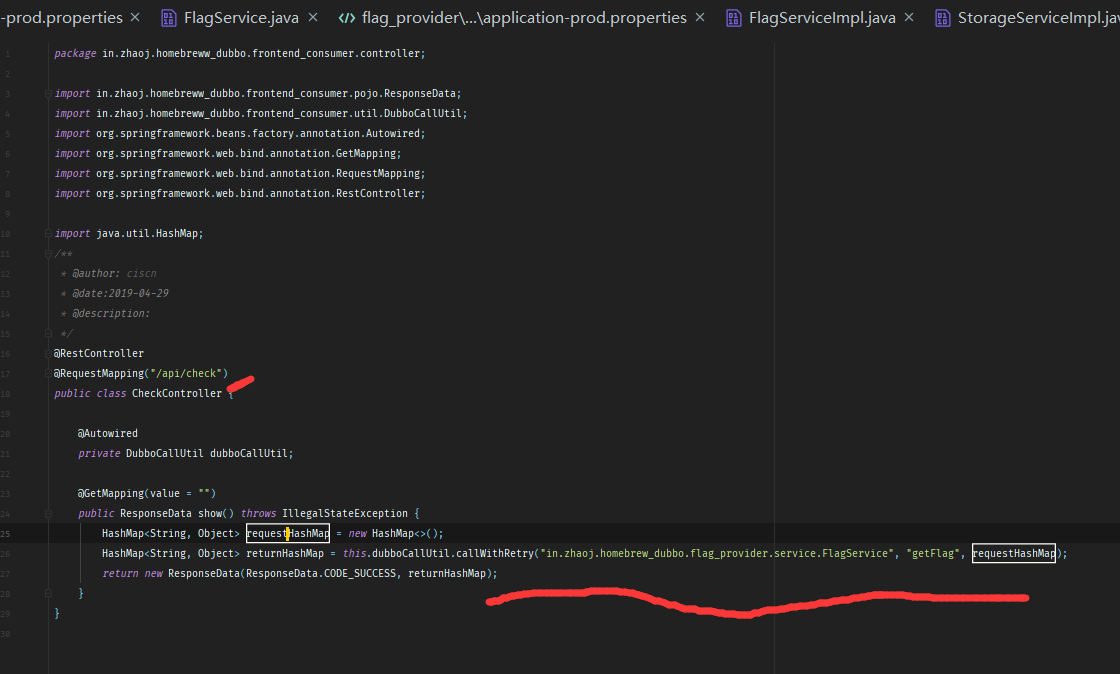 -prod.properties × FlagService.java × </> flag_provider\...\application-prod.properties × FlagServiceImpl.java × StorageServiceImpl.jav
1 package in.zhaoj.homebreww_dubbo.frontend_consumer.controller;
2
3 import in.zhaoj.homebreww_dubbo.frontend_consumer.pojo.ResponseData;
4 import in.zhaoj.homebreww_dubbo.frontend_consumer.util.DubboCallUtil;
5 import org.springframework.beans.factory.annotation.Autowired;
6 import org.springframework.web.bind.annotation.GetMapping;
7 import org.springframework.web.bind.annotation.RequestMapping;
8 import org.springframework.web.bind.annotation.RestController;
9
10 import java.util.HashMap;
11 /**
12 * @author: ciscn
13 * @date:2019-04-29
14 * @description:
15 */
16 @RestController
17 @RequestMapping("/api/check")
18 public class CheckController {
19
20 @Autowired
21 private DubboCallUtil dubboCallUtil;
22
23 @GetMapping(value = "")
24 public ResponseData show() throws IllegalStateException {
25 HashMap<String, Object> requestHashMap = new HashMap<>();
26 HashMap<String, Object> returnHashMap = this.dubboCallUtil.callWithRetry("in.zhaoj.homebrew_dubbo.flag_provider.service.FlagService", "getFlag", requestHashMap);
27 return new ResponseData(ResponseData.CODE_SUCCESS, returnHashMap);
28 }
29 }
30